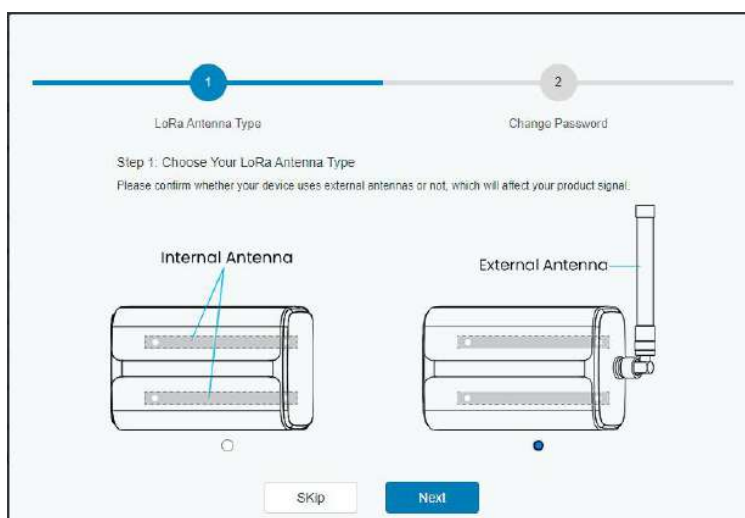 1
2
LoRa Antenna Type
Change Password
Step 1: Choose Your LoRa Antenna Type
Please confirm whether your device uses external antennas or not, which will affect your product signal.
Internal Antenna
External Antenna
SKip
Next